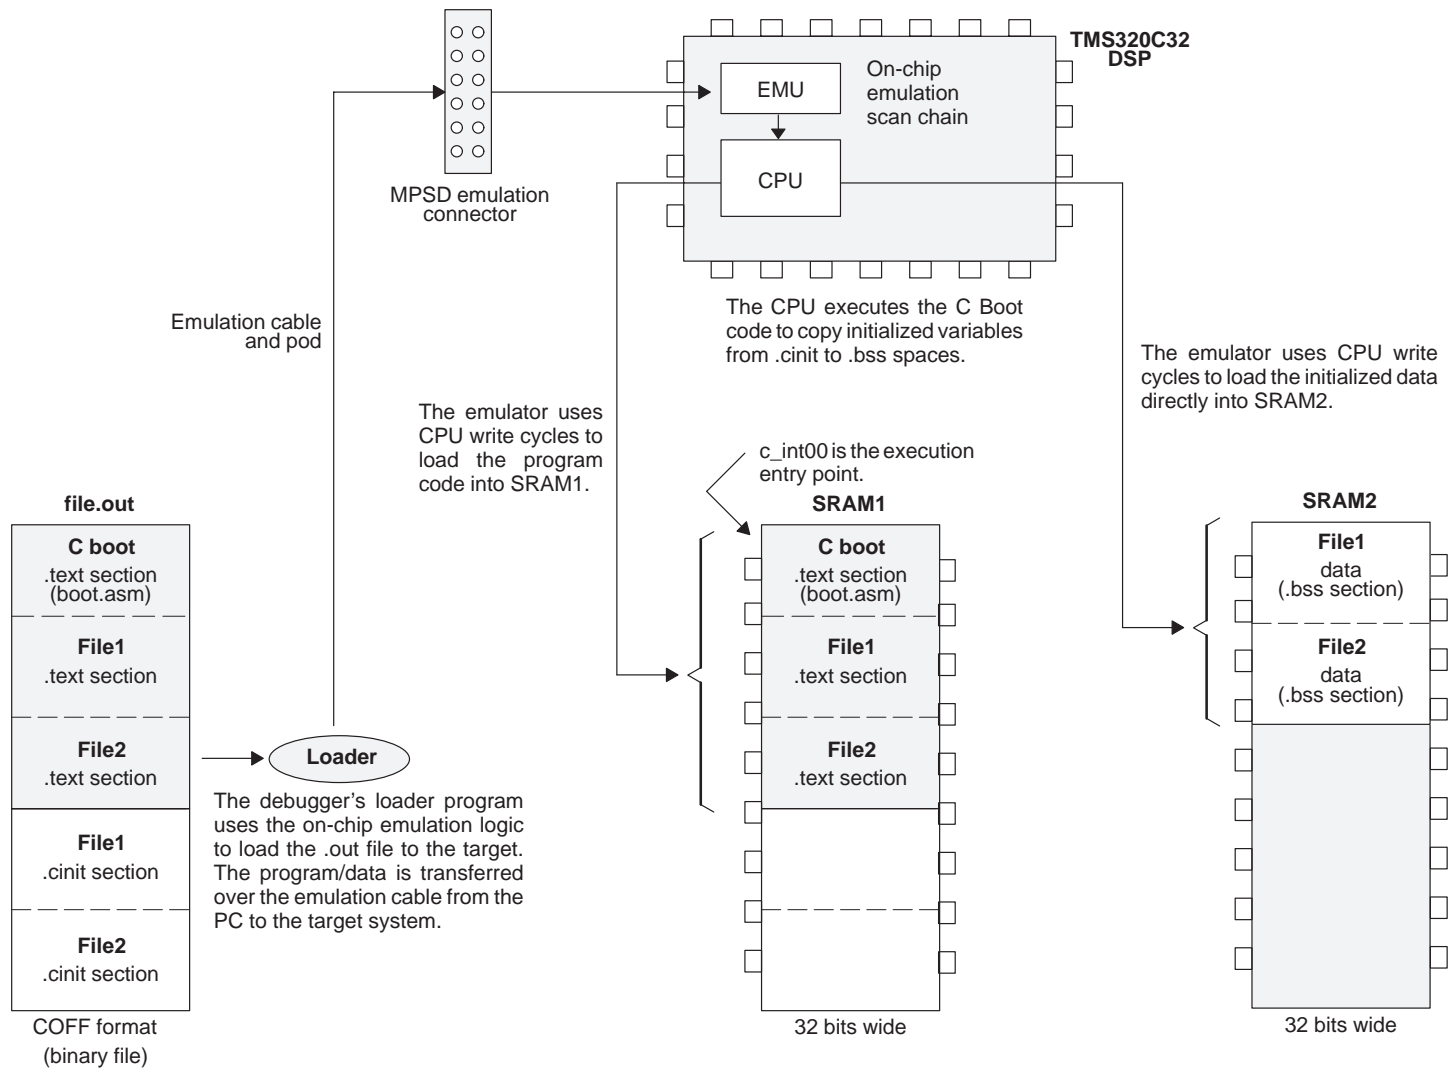 TMS320C32
DSP
On-chip
emulation
scan chain
EMU
CPU
MPSD emulation
connector
Emulation cable
and pod
The CPU executes the C Boot
code to copy initialized variables
from .cinit to .bss spaces.
The emulator uses CPU write
cycles to load the initialized data
directly into SRAM2.
The emulator uses
CPU write cycles to
load the program
code into SRAM1.
c_int00 is the execution
entry point.
file.out
C boot
.text section
(boot.asm)
File1
.text section
File2
.text section
File1
.cinit section
File2
.cinit section
COFF format
(binary file)
Loader
The debugger's loader program
uses the on-chip emulation logic
to load the .out file to the target.
The program/data is transferred
over the emulation cable from the
PC to the target system.
SRAM1
C boot
.text section
(boot.asm)
File1
.text section
File2
.text section
32 bits wide
SRAM2
File1
data
(.bss section)
File2
data
(.bss section)
32 bits wide